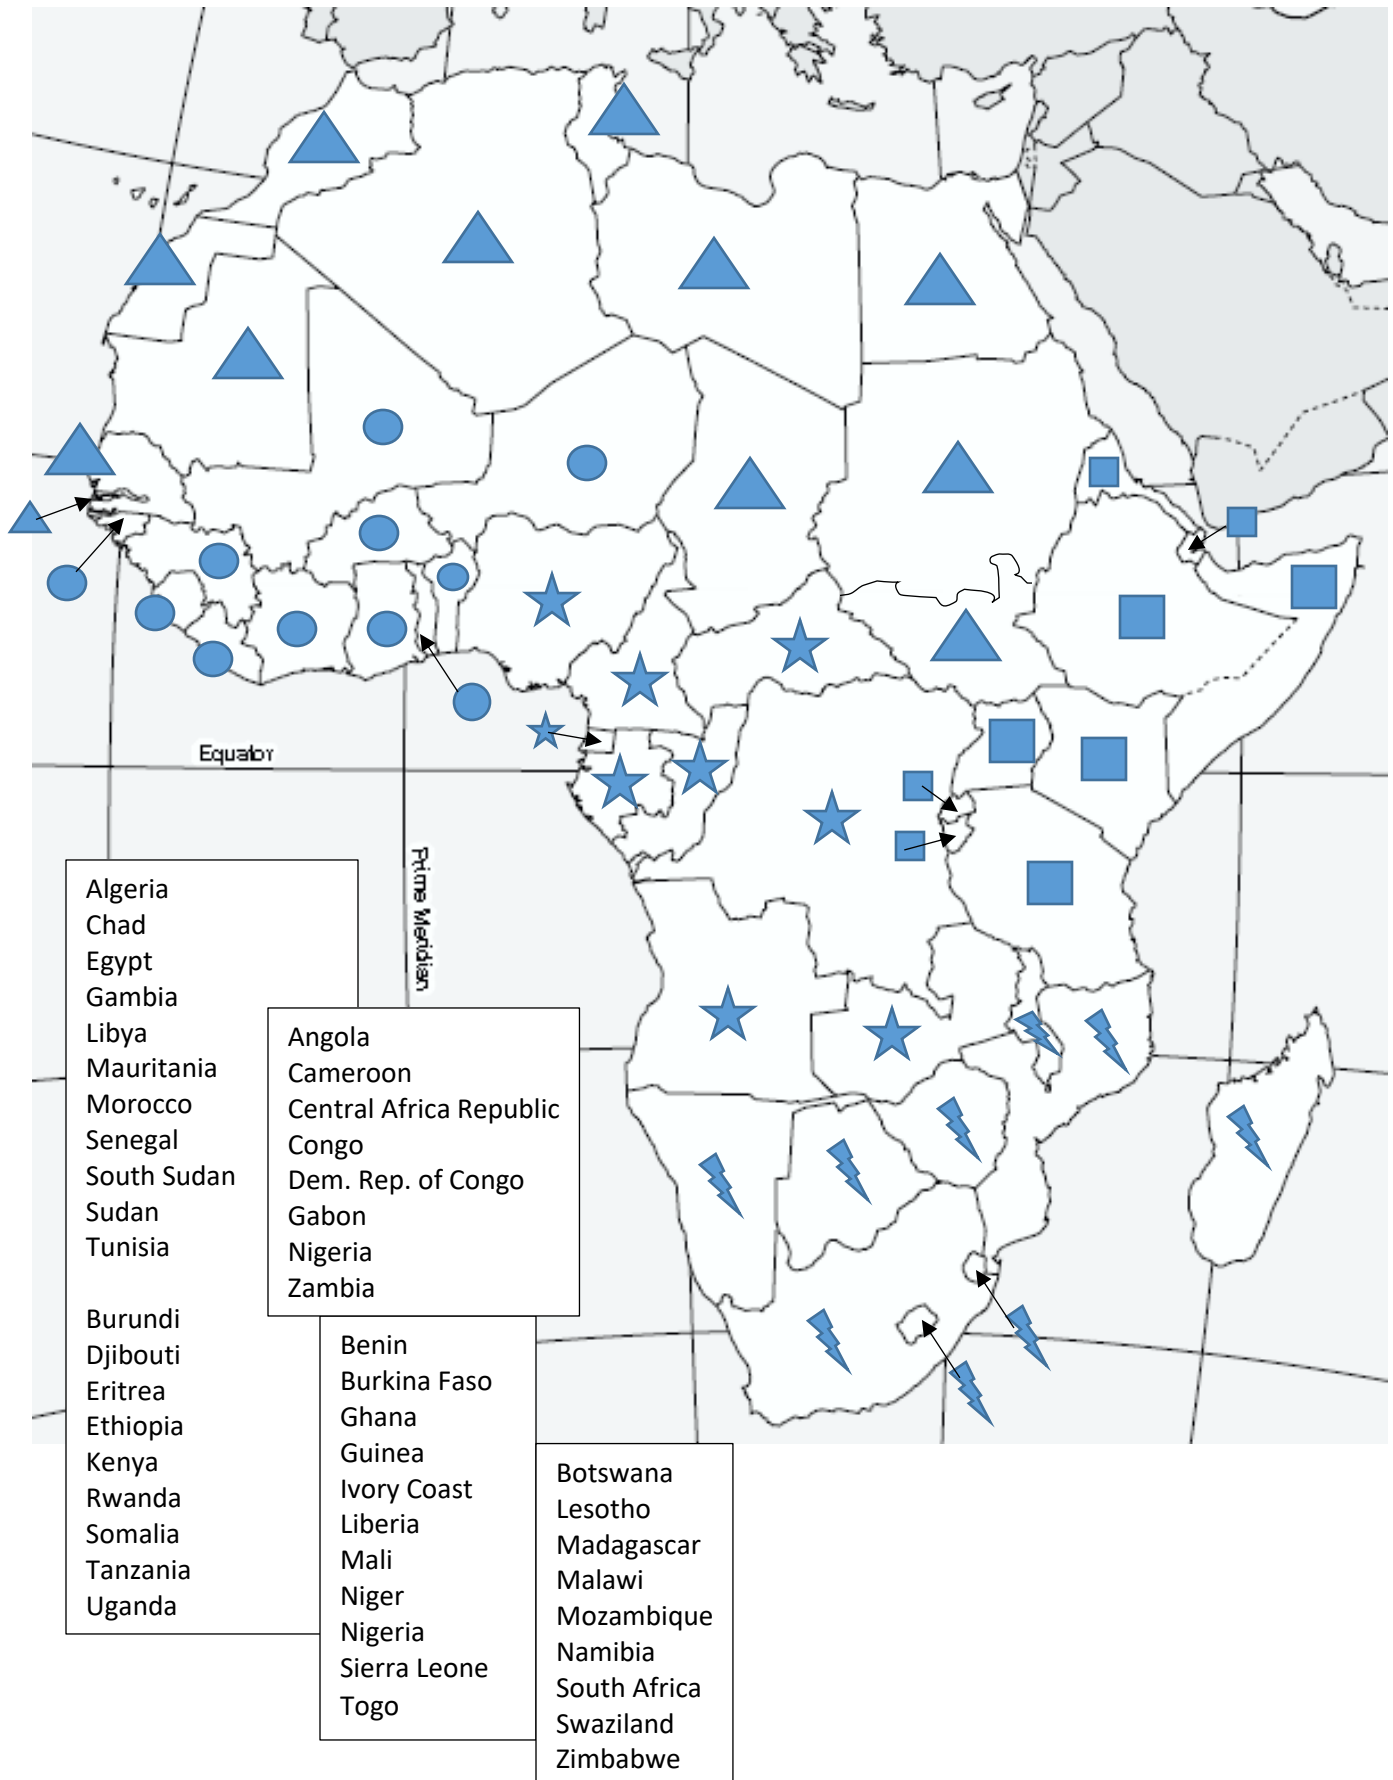 Equator
Prime Meridian
Algeria
Chad
Egypt
Gambia
Libya
Mauritania
Morocco
Senegal
South Sudan
Sudan
Tunisia
Burundi
Djibouti
Eritrea
Ethiopia
Kenya
Rwanda
Somalia
Tanzania
Uganda
Angola
Cameroon
Central Africa Republic
Congo
Dem. Rep. of Congo
Gabon
Nigeria
Zambia
Benin
Burkina Faso
Ghana
Guinea
Ivory Coast
Liberia
Mali
Niger
Nigeria
Sierra Leone
Togo
Botswana
Lesotho
Madagascar
Malawi
Mozambique
Namibia
South Africa
Swaziland
Zimbabwe